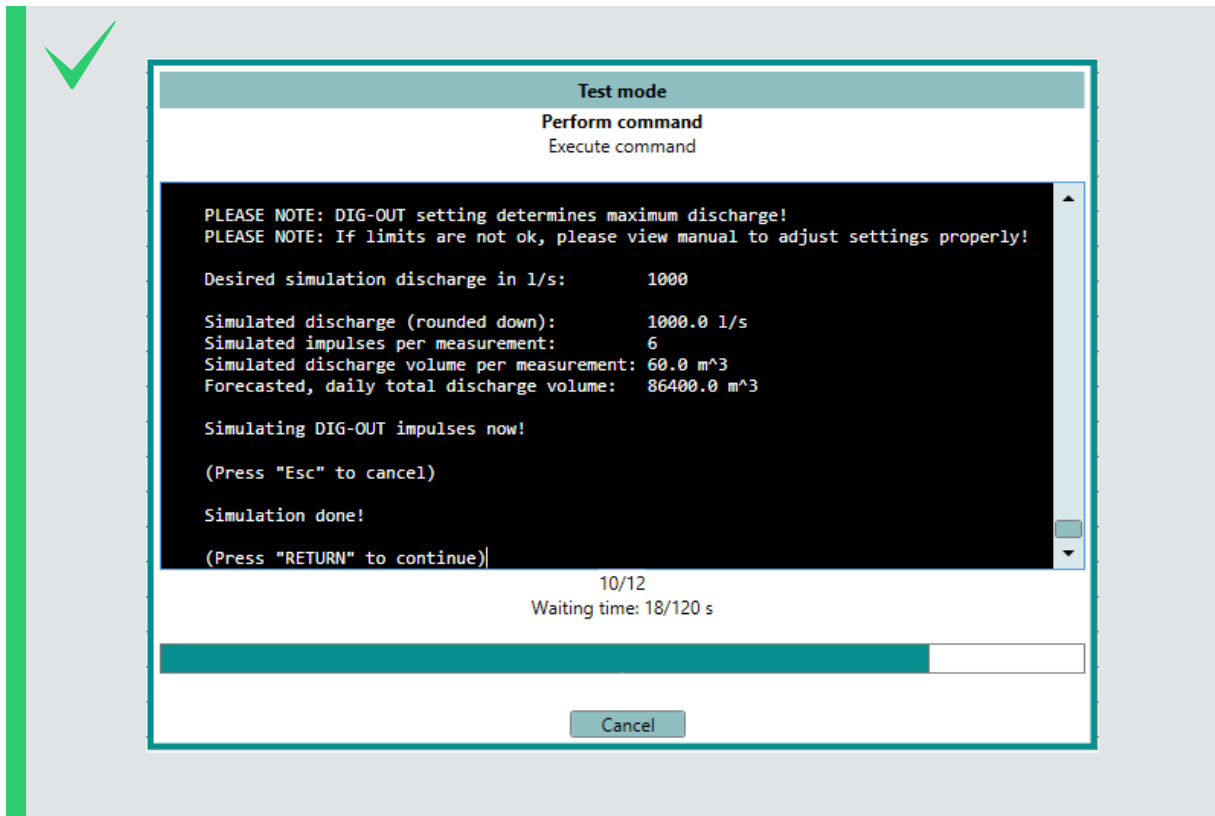 Test mode
Perform command
Execute command
PLEASE NOTE: DIG-OUT setting determines maximum discharge!
PLEASE NOTE: If limits are not ok, please view manual to adjust settings properly!
Desired simulation discharge in l/s: 1000
Simulated discharge (rounded down): 1000.0 l/s
Simulated impulses per measurement: 6
Simulated discharge volume per measurement: 60.0 m^3
Forecasted, daily total discharge volume: 86400.0 m^3
Simulating DIG-OUT impulses now!
(Press "Esc" to cancel)
Simulation done!
(Press "RETURN" to continue)
10/12
Waiting time: 18/120 s
Cancel